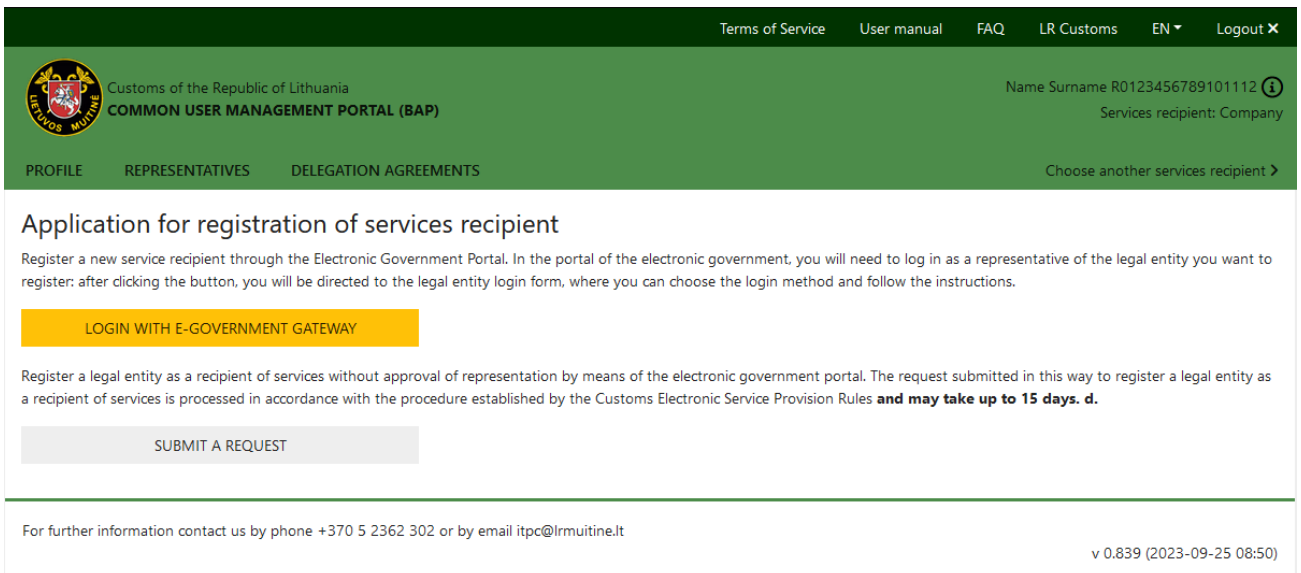 Terms of Service User manual FAQ LR Customs EN Logout ×
LIETUVOS MUITINĖ
Customs of the Republic of Lithuania
COMMON USER MANAGEMENT PORTAL (BAP)
Name Surname R0123456789101112
Services recipient: Company
PROFILE REPRESENTATIVES DELEGATION AGREEMENTS
Choose another services recipient >
Application for registration of services recipient
Register a new service recipient through the Electronic Government Portal. In the portal of the electronic government, you will need to log in as a representative of the legal entity you want to
register: after clicking the button, you will be directed to the legal entity login form, where you can choose the login method and follow the instructions.
LOGIN WITH E-GOVERNMENT GATEWAY
Register a legal entity as a recipient of services without approval of representation by means of the electronic government portal. The request submitted in this way to register a legal entity as
a recipient of services is processed in accordance with the procedure established by the Customs Electronic Service Provision Rules and may take up to 15 days. d.
SUBMIT A REQUEST
For further information contact us by phone +370 5 2362 302 or by email itpc@lrmuitine.lt
v 0.839 (2023-09-25 08:50)